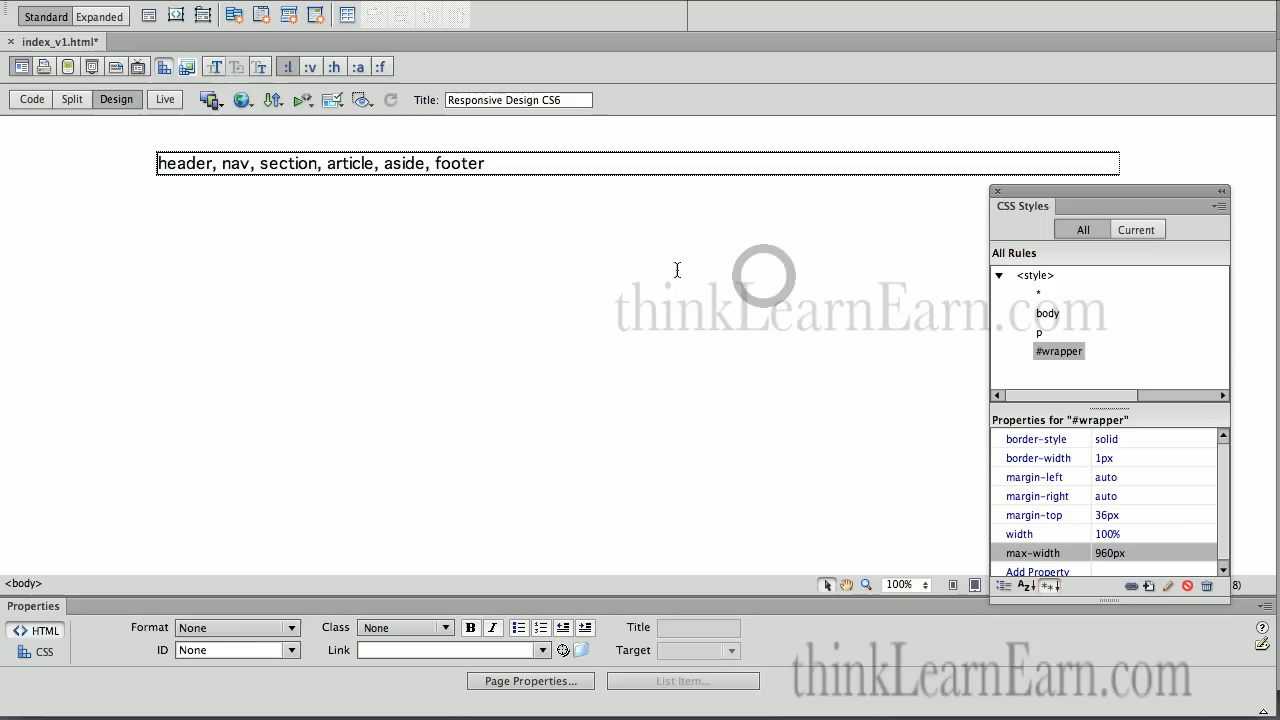 Standard Expanded
× index_v1.html*
:l :v :h :a :f
Code Split Design Live Title: Responsive Design CS6
header, nav, section, article, aside, footer
CSS Styles
All Current
All Rules
<style>
*
body
p
#wrapper
thinkLearnEarn.com
Properties for "#wrapper"
border-style solid
border-width 1px
margin-left auto
margin-right auto
margin-top 36px
width 100%
max-width 960px
Add Property
<body> 100% 8)
Properties
<> HTML Format None Class None B I Title
CSS ID None Link Target
Page Properties... List Item...
thinkLearnEarn.com